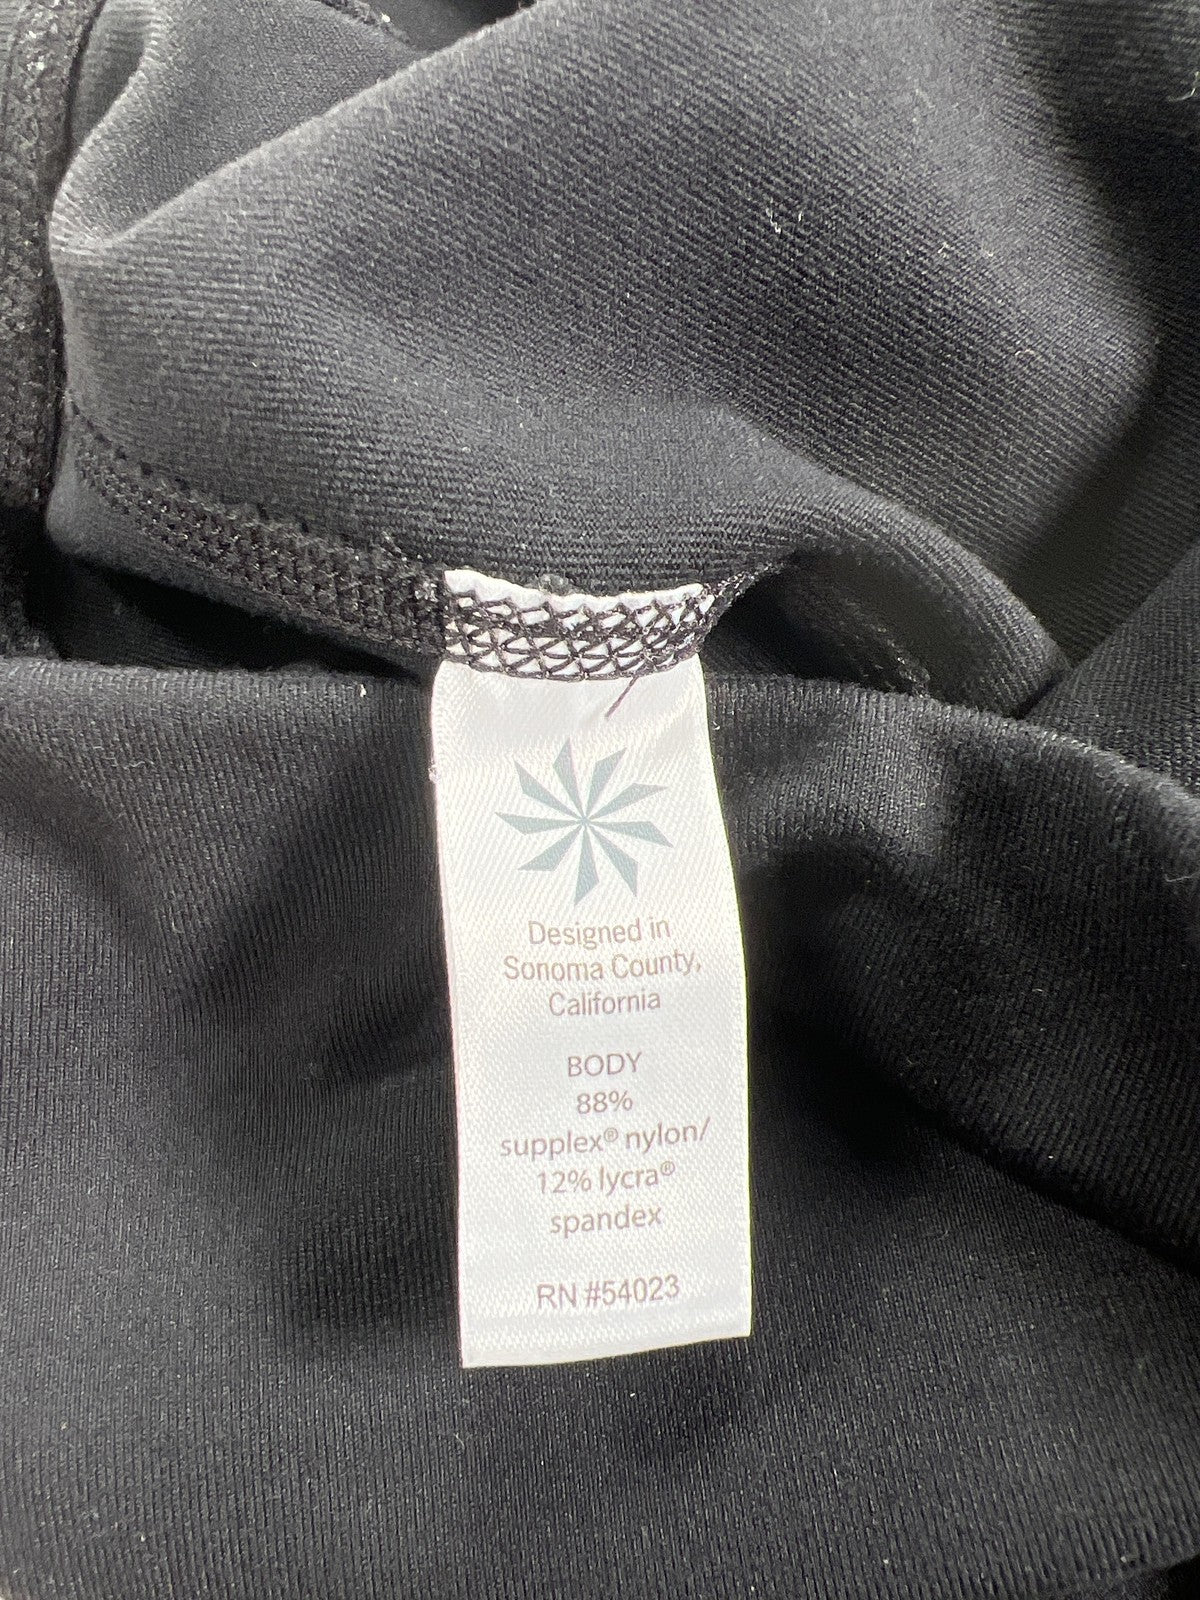 Designed in
Sonoma County,
California
BODY
88%
supplex® nylon/
12% lycra®
spandex
RN #54023